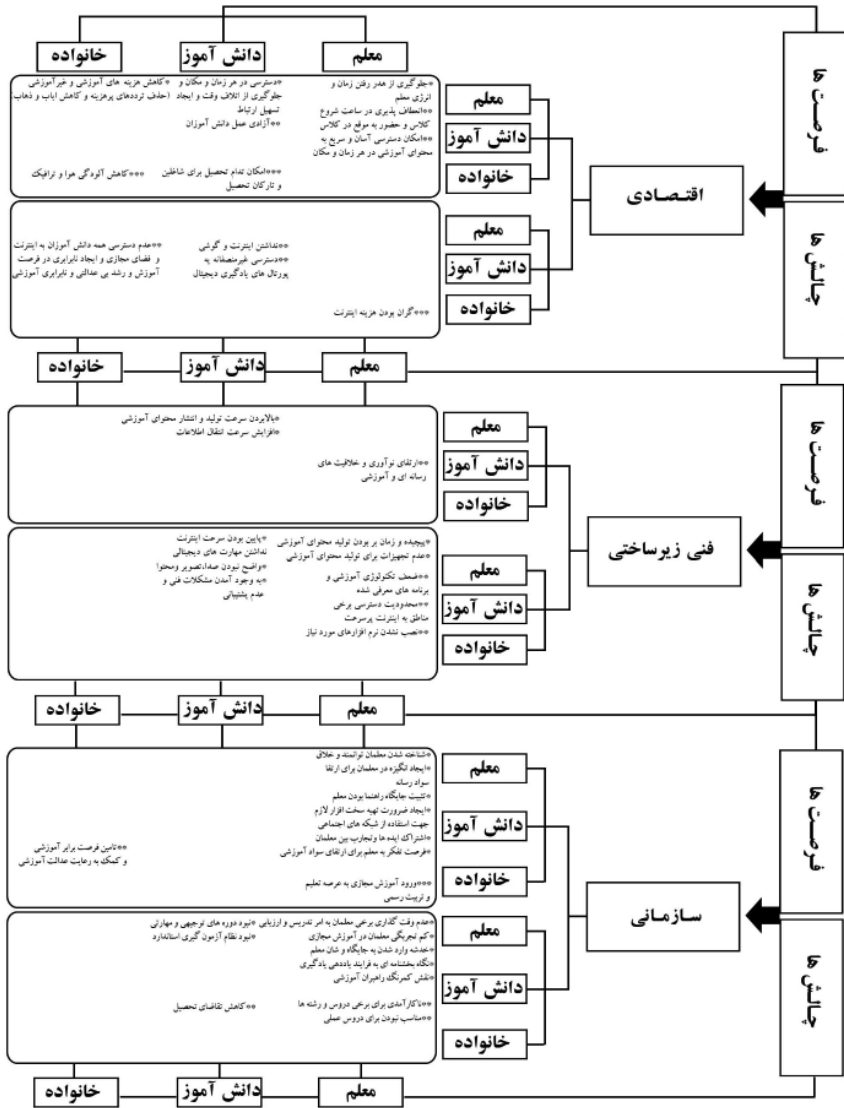 معلم
دانش آموز
خانواده
فرصت ها
چالش ها
اقتصادی
معلم
دانش آموز
خانواده
*جلوگیری از هدر رفتن زمان و
انرژی معلم
*انعطاف پذیری در ساعت شروع
کلاس و حضور به موقع در کلاس
*امکان دسترسی آسان و سریع به
محتوای آموزشی در هر زمان و مکان
*دسترسی در هر زمان و مکان و
جلوگیری از اتلاف وقت و ایجاد
تسهیل ارتباط
**آزادی عمل دانش آموزان
***امکان تدام تحصیل برای شاغلین
و تارکان تحصیل
*کاهش هزینه های آموزشی و غیرآموزشی
(حذف ترددهای پرهزینه و کاهش ایاب و ذهاب)
***کاهش آلودگی هوا و ترافیک
معلم
دانش آموز
خانواده
**نداشتن اینترنت و گوشی
**دسترسی غیرمنصفانه به
پورتال های یادگیری دیجیتال
**عدم دسترسی همه دانش آموزان به اینترنت
و فضای مجازی و ایجاد نابرابری در فرصت
آموزش و رشد بی عدالتی و نابرابری آموزشی
***گران بودن هزینه اینترنت
معلم
دانش آموز
خانواده
فرصت ها
چالش ها
فنی زیرساختی
معلم
دانش آموز
خانواده
*بالابردن سرعت تولید و انتشار محتوای آموزشی
*افزایش سرعت انتقال اطلاعات
**ارتقای نوآوری و خلاقیت های
رسانه ای و آموزشی
معلم
دانش آموز
خانواده
*پیچیده و زمان بر بودن تولید محتوای آموزشی
*عدم تجهیزات برای تولید محتوای آموزشی
**ضعف تکنولوژی آموزشی و
برنامه های معرفی شده
**محدودیت دسترسی برخی
مناطق به اینترنت پرسرعت
**نصب نشدن نرم افزارهای مورد نیاز
*پایین بودن سرعت اینترنت
نداشتن مهارت های دیجیتالی
*واضح نبودن صدا،تصویر ومحتوا
*به وجود آمدن مشکلات فنی و
عدم پشتیبانی
معلم
دانش آموز
خانواده
فرصت ها
چالش ها
سازمانی
معلم
دانش آموز
خانواده
*شناخته شدن معلمان توانمند و خلاق
*ایجاد انگیزه در معلمان برای ارتقا
سواد رسانه
*تثبیت جایگاه راهنما بودن معلم
*ایجاد ضرورت تهیه سخت افزار لازم
جهت استفاده از شبکه های اجتماعی
*اشتراک ایده ها وتجارب بین معلمان
*فرصت تفکر به معلم برای ارتقای سواد آموزشی
**تامین فرصت برابر آموزشی
و کمک به رعایت عدالت آموزشی
***ورود آموزش مجازی به عرصه تعلیم
و تربیت رسمی
معلم
دانش آموز
خانواده
*عدم وقت گذاری برخی معلمان به امر تدریس و ارزیابی
*کم تجربگی معلمان در آموزش مجازی
*خدشه وارد شدن به جایگاه و شان معلم
*نگاه بخشنامه ای به فرایند یاددهی یادگیری
*نقش کمرنگ راهبران آموزشی
*نبود دوره های توجیهی و مهارتی
*نبود نظام آزمون گیری استاندارد
**ناکارآمدی برای برخی دروس و رشته ها
**مناسب نبودن برای دروس عملی
**کاهش تقاضای تحصیل
معلم
دانش آموز
خانواده